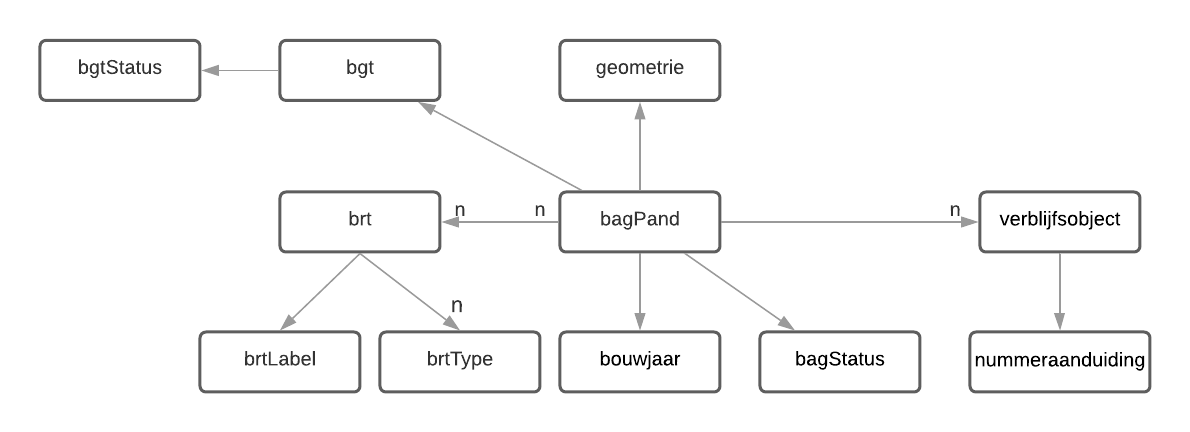 bgtStatus
bgt
geometrie
brt
n
n
bagPand
n
verblijfsobject
n
brtLabel
brtType
bouwjaar
bagStatus
nummeraanduiding